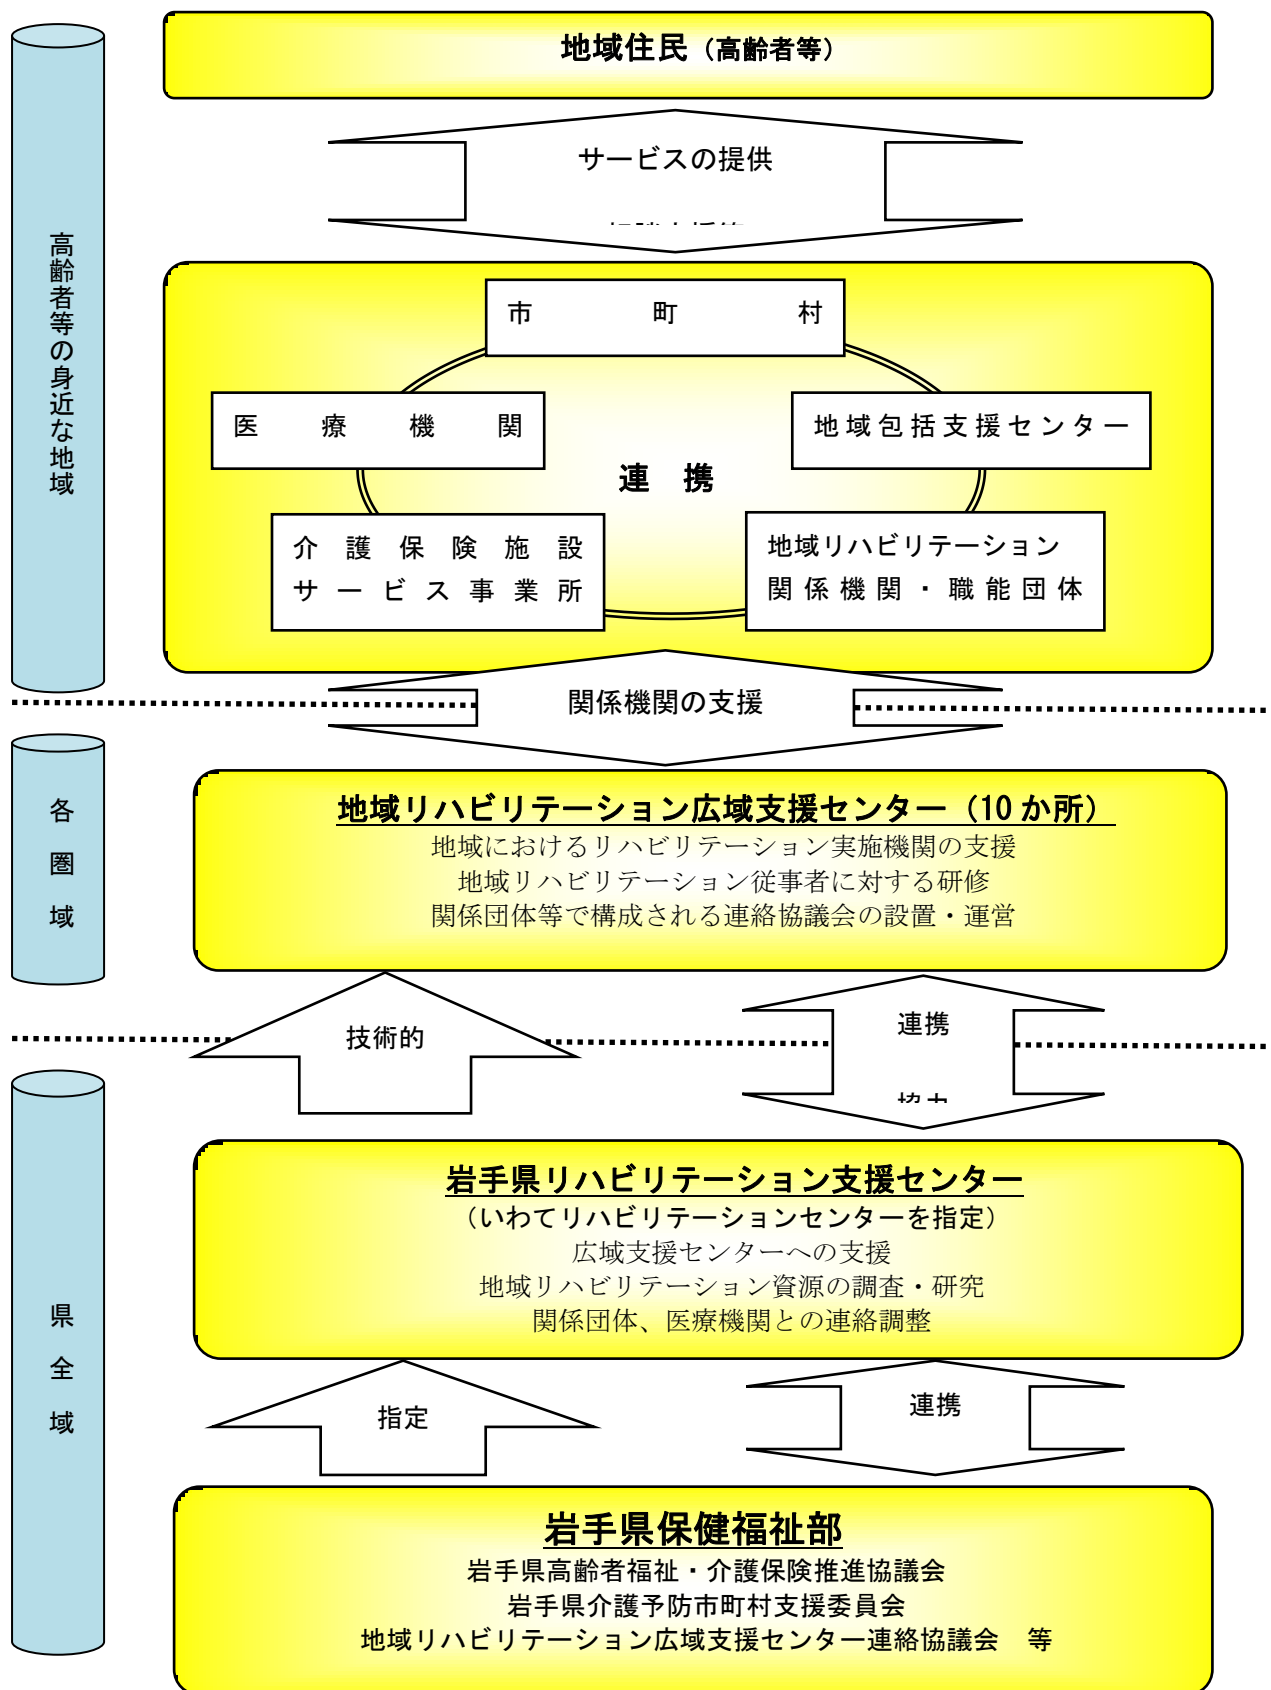 地域住民（高齢者等）
サービスの提供
高齢者等の身近な地域
市町村
医療機関
地域包括支援センター
連携
介護保険施設
サービス事業所
地域リハビリテーション
関係機関・職能団体
関係機関の支援
各圏域
地域リハビリテーション広域支援センター（10か所）
地域におけるリハビリテーション実施機関の支援
地域リハビリテーション従事者に対する研修
関係団体等で構成される連絡協議会の設置・運営
技術的
連携
県全域
岩手県リハビリテーション支援センター
（いわてリハビリテーションセンターを指定）
広域支援センターへの支援
地域リハビリテーション資源の調査・研究
関係団体、医療機関との連絡調整
指定
連携
岩手県保健福祉部
岩手県高齢者福祉・介護保険推進協議会
岩手県介護予防市町村支援委員会
地域リハビリテーション広域支援センター連絡協議会　等